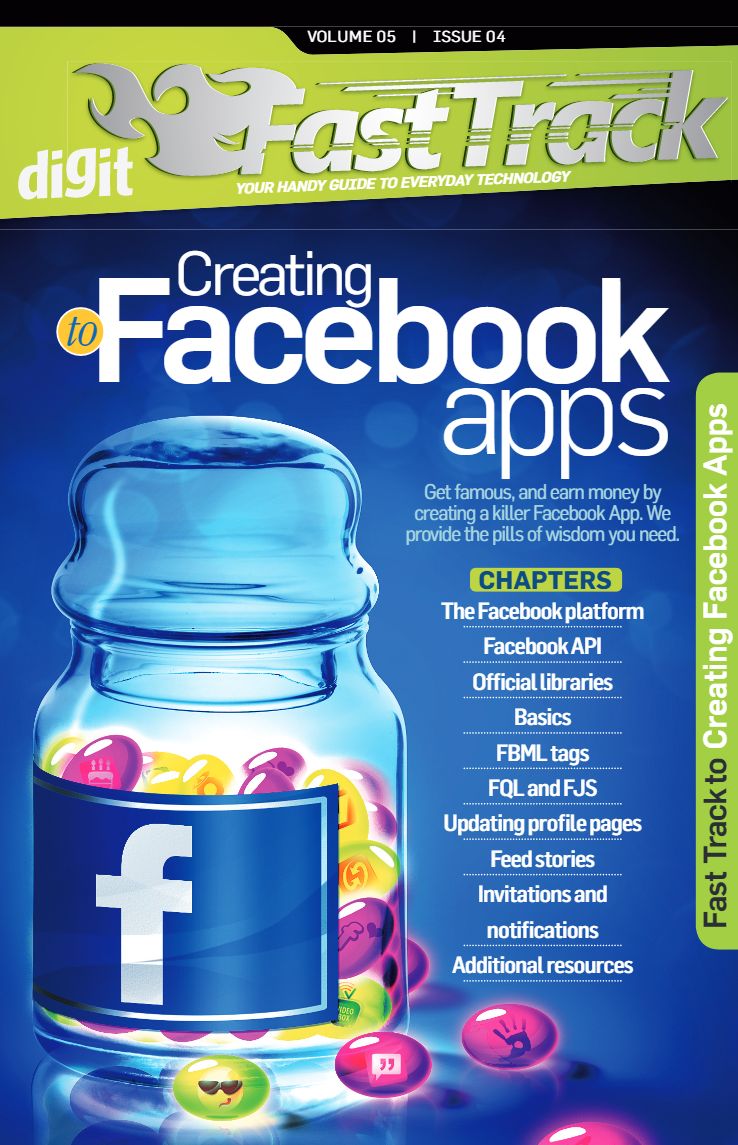 VOLUME 05 | ISSUE 04
digit
Fast Track
YOUR HANDY GUIDE TO EVERYDAY TECHNOLOGY
to
Creating
Facebook
apps
Get famous, and earn money by
creating a killer Facebook App. We
provide the pills of wisdom you need.
CHAPTERS
The Facebook platform
Facebook API
Official libraries
Basics
FBML tags
FQL and FJS
Updating profile pages
Feed stories
Invitations and
notifications
Additional resources
Fast Track to Creating Facebook Apps
f
VIDEO
BOX